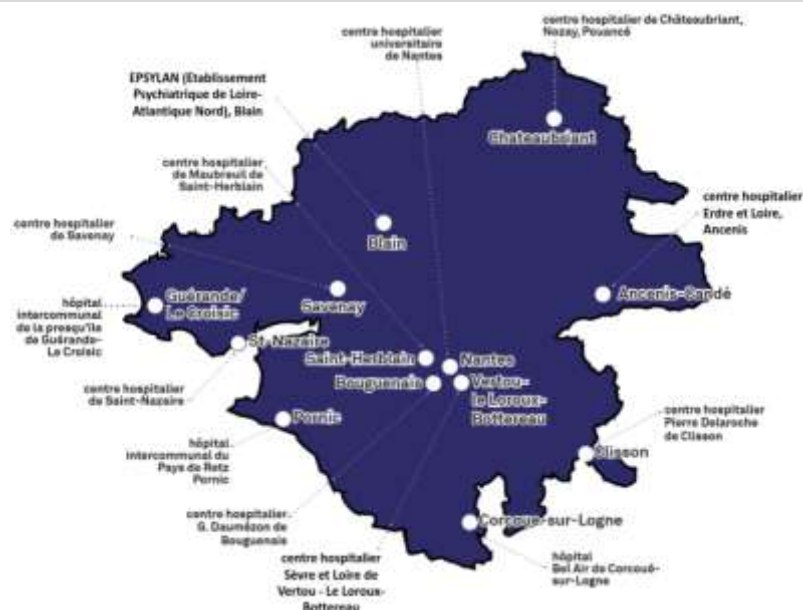 centre hospitalier de Châteaubriant,
Nozay, Pouancé
centre hospitalier
universitaire
de Nantes
EPSYLAN (Etablissement
Psychiatrique de Loire-
Atlantique Nord), Blain
Chateaubriant
centre hospitalier
de Maubreuil de
Saint-Herblain
centre hospitalier
Erdre et Loire,
Ancenis
centre hospitalier
de Savenay
Blain
Guérande/
Le Croisic
Savenay
Ancenis-Candé
hôpital
intercommunal
de la presqu'île
de Guérande-
Le Croisic
St-Nazaire
Saint-Herblain
Nantes
Bouguenais
Vertou-
le Loroux-
Bottereau
centre hospitalier
de Saint-Nazaire
Pornic
centre hospitalier
Pierre Delaroche
de Clisson
Clisson
hôpital
intercommunal du
Pays de Retz
Pornic
centre hospitalier
G. Daumézon de
Bouguenais
Corcoué-sur-Logne
centre hospitalier
Sèvre et Loire de
Vertou - Le Loroux-
Bottereau
hôpital
Bel Air de Corcoué-
sur-Logne